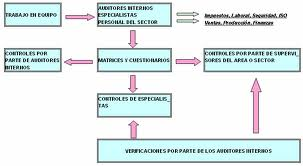 TRABAJO EN EQUIPO
AUDITORES INTERNOS
ESPECIALISTAS
PERSONAL DEL SECTOR
Impuestos, Laboral, Seguridad, ISO
Ventas, Producción, Finanzas
CONTROLES POR
PARTE DE AUDITORES
INTERNOS
MATRICES Y CUESTIONARIOS
CONTROLES POR PARTE DE SUPERVI_
SORES DEL AREA O SECTOR
CONTROLES DE ESPECIALIS_
TAS
VERIFICACIONES POR PARTE DE LOS AUDITORES INTERNOS